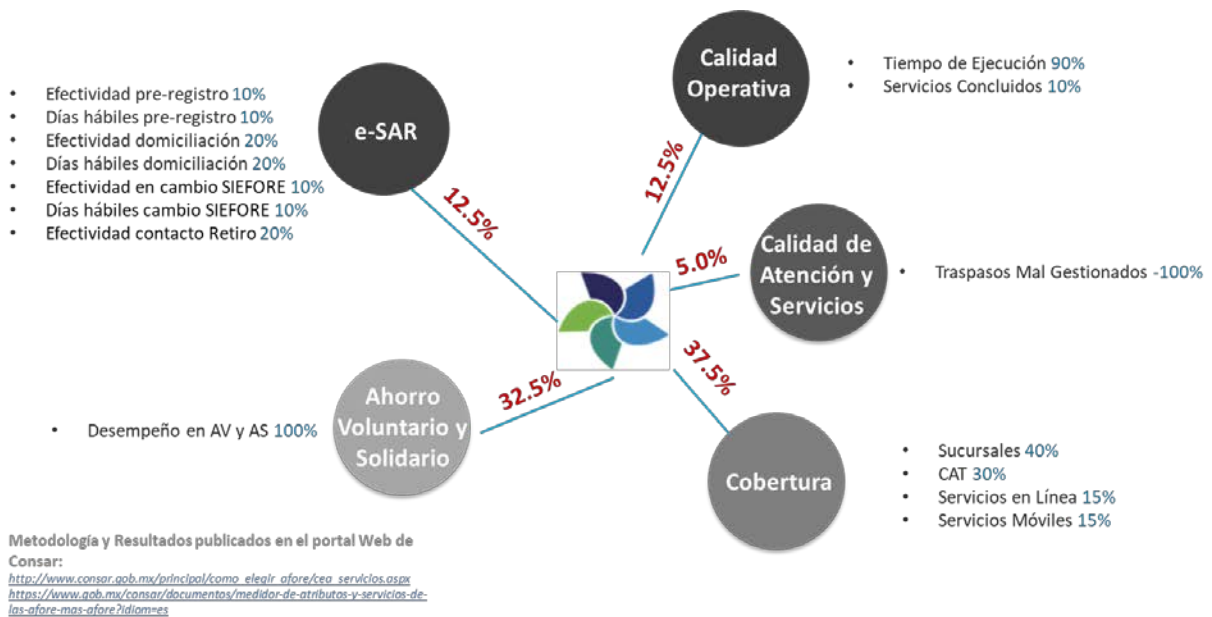 e-SAR
• Efectividad pre-registro 10%
• Días hábiles pre-registro 10%
• Efectividad domiciliación 20%
• Días hábiles domiciliación 20%
• Efectividad en cambio SIEFORE 10%
• Días hábiles cambio SIEFORE 10%
• Efectividad contacto Retiro 20%
12.5%
Calidad
Operativa
• Tiempo de Ejecución 90%
• Servicios Concluidos 10%
12.5%
Calidad de
Atención y
Servicios
• Traspasos Mal Gestionados -100%
5.0%
Ahorro
Voluntario y
Solidario
• Desempeño en AV y AS 100%
32.5%
Cobertura
• Sucursales 40%
• CAT 30%
• Servicios en Línea 15%
• Servicios Móviles 15%
37.5%
Metodología y Resultados publicados en el portal Web de
Consar:
http://www.consar.gob.mx/principal/como_elegir_afore/cea_servicios.aspx
https://www.gob.mx/consar/documentos/medidor-de-atributos-y-servicios-de-
las-afore-mas-afore?idiom=es